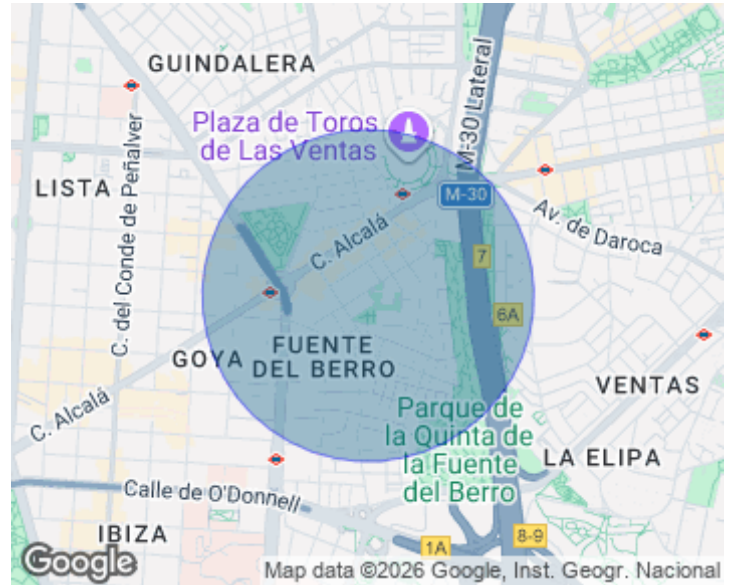 GUINDALERA
Plaza de Toros
de Las Ventas
M-30 Lateral
LISTA
C. del Conde de Peñalver
M-30
C. Alcalá
Av. de Daroca
7
6A
GOYA
FUENTE
DEL BERRO
VENTAS
C. Alcalá
Parque de
la Quinta de
la Fuente
del Berro
LA ELIPA
Calle de O'Donnell
IBIZA
1A
8-9
Google
Map data ©2026 Google, Inst. Geogr. Nacional